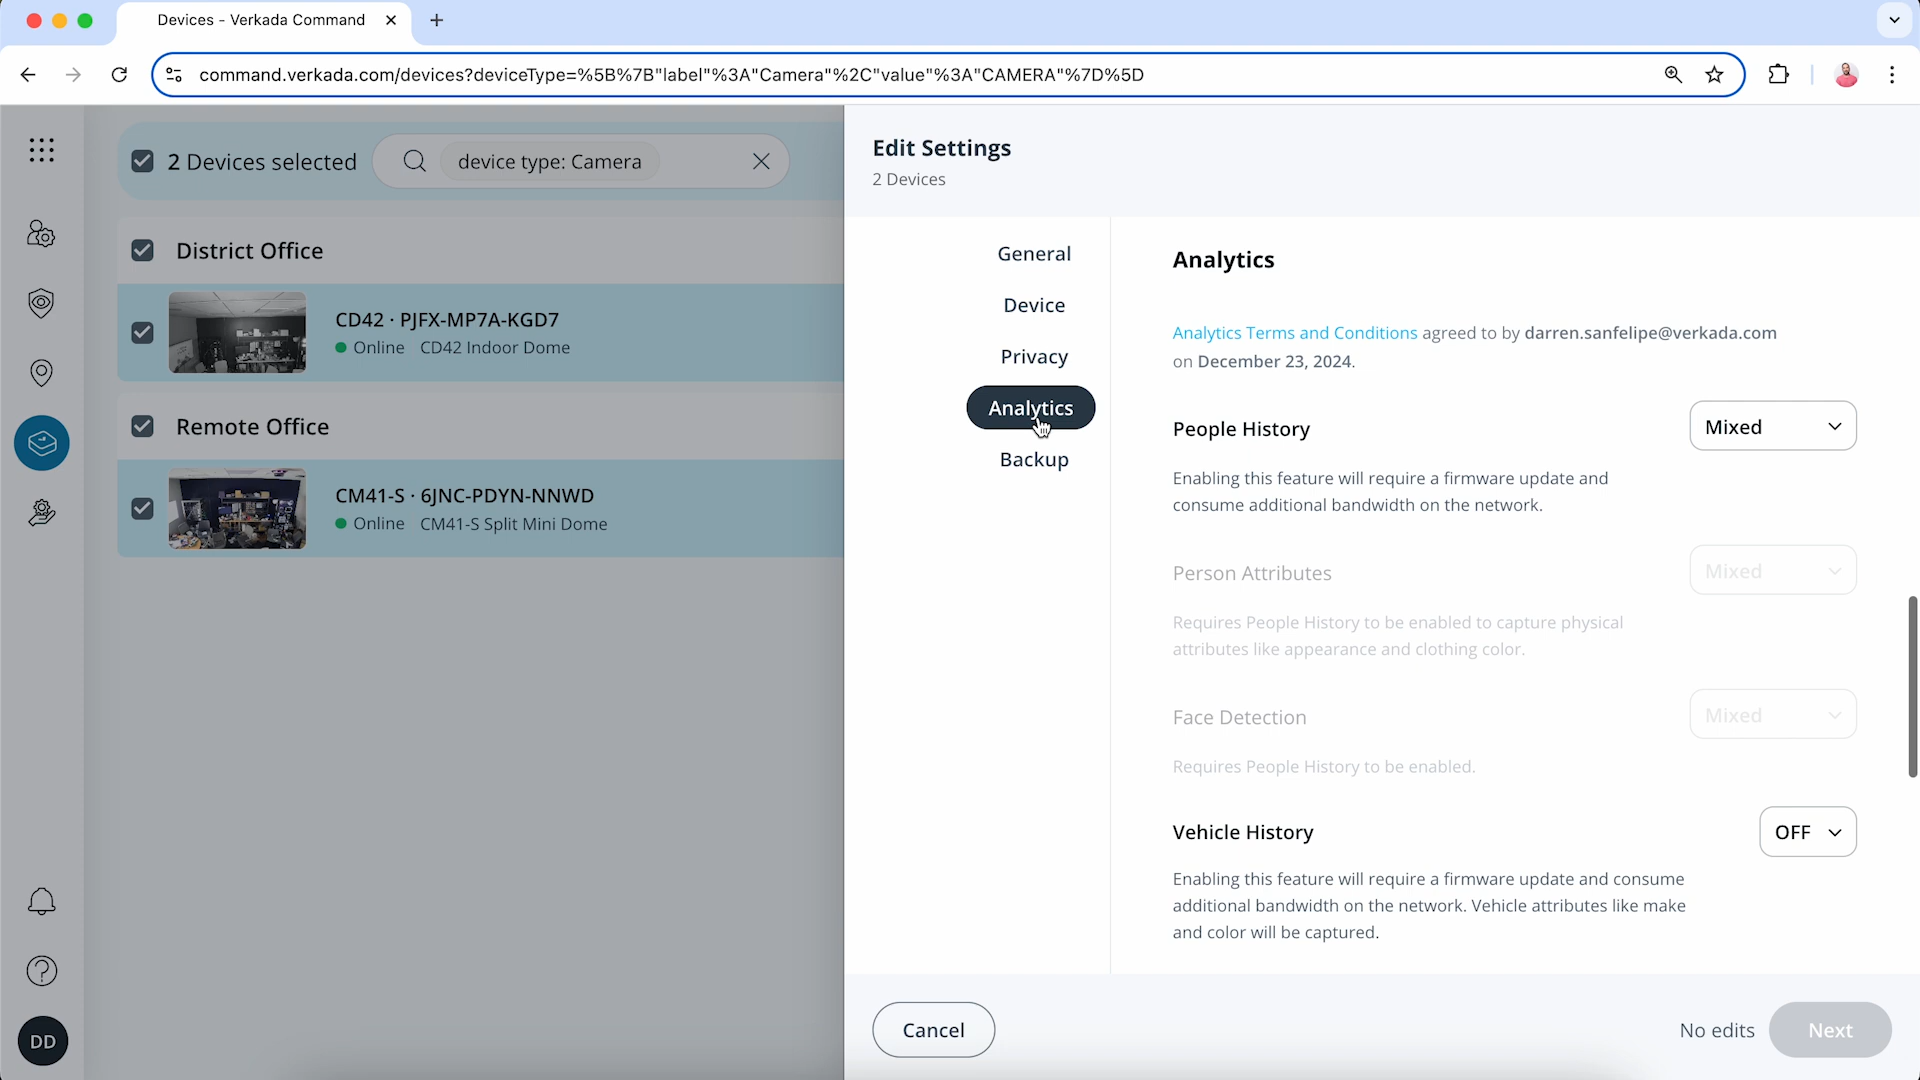 Devices - Verkada Command
command.verkada.com/devices?deviceType=%5B%7B"label"%3A"Camera"%2C"value"%3A"CAMERA"%7D%5D
2 Devices selected
device type: Camera
District Office
CD42 · PJFX-MP7A-KGD7
Online CD42 Indoor Dome
Remote Office
CM41-S · 6JNC-PDYN-NNWD
Online CM41-S Split Mini Dome
DD
Edit Settings
2 Devices
General
Device
Privacy
Analytics
Backup
Analytics
Analytics Terms and Conditions agreed to by darren.sanfelipe@verkada.com
on December 23, 2024.
People History
Mixed
Enabling this feature will require a firmware update and
consume additional bandwidth on the network.
Person Attributes
Mixed
Requires People History to be enabled to capture physical
attributes like appearance and clothing color.
Face Detection
Mixed
Requires People History to be enabled.
Vehicle History
OFF
Enabling this feature will require a firmware update and consume
additional bandwidth on the network. Vehicle attributes like make
and color will be captured.
Cancel
No edits
Next